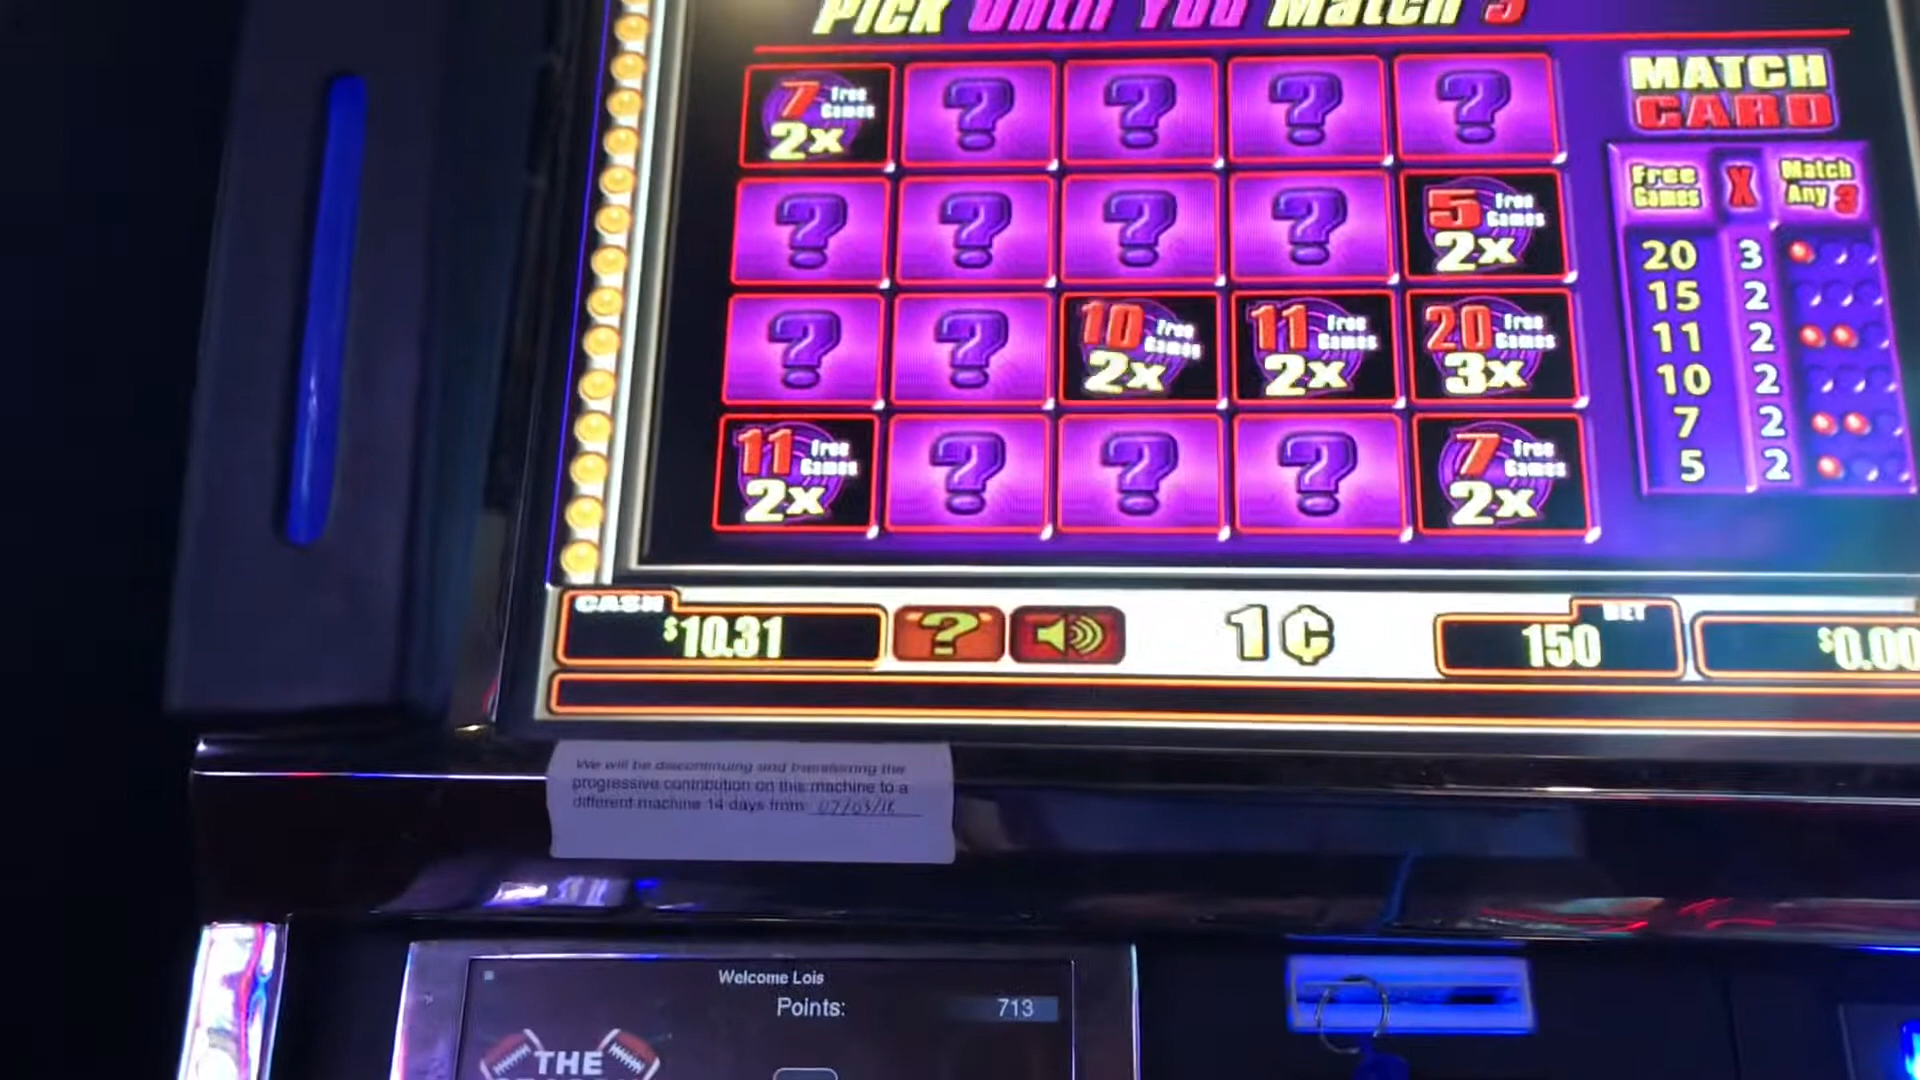 Pick Until You Match 3
7 Free Games 2x ? ? ? ?
? ? ? ? 5 Free Games 2x
? ? 10 Free Games 2x 11 Free Games 2x 20 Free Games 3x
11 Free Games 2x ? ? ? 7 Free Games 2x
MATCH
CARD
Free Games X Match Any 3
20 3
15 2
11 2
10 2
7 2
5 2
CASH
$10.31 ? 1¢
BET
150 $0.00
We will be discontinuing and transferring the
progressive contribution on this machine to a
different machine 14 days from:
Welcome Lois
Points: 713
THE